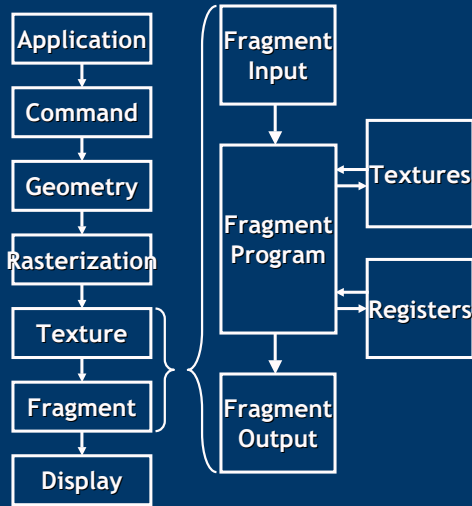 Application
Command
Geometry
Rasterization
Texture
Fragment
Display
Fragment
Input
Fragment
Program
Fragment
Output
Textures
Registers